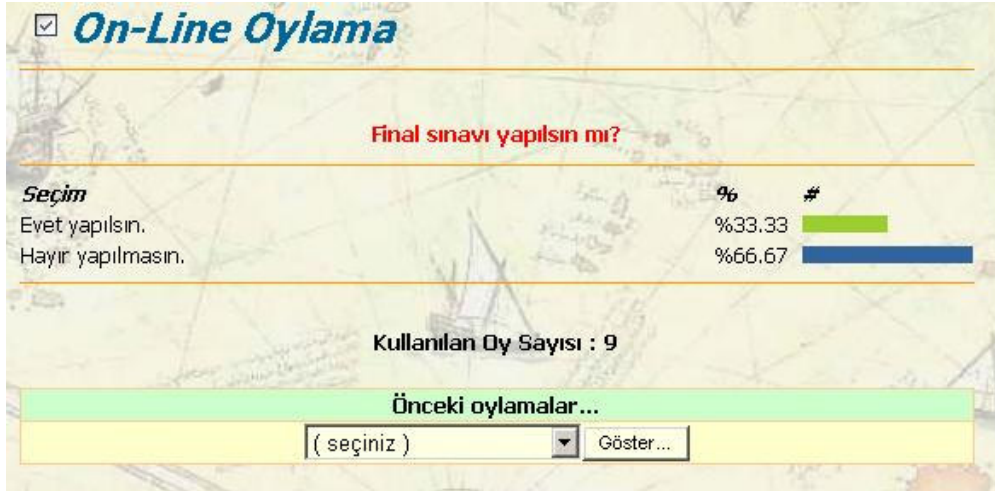 On-Line Oylama
Final sınavı yapılsın mı?
Seçim % #
Evet yapılsın. %33.33
Hayır yapılmasın. %66.67
Kullanılan Oy Sayısı : 9
Önceki oylamalar...
( seçiniz ) Göster...